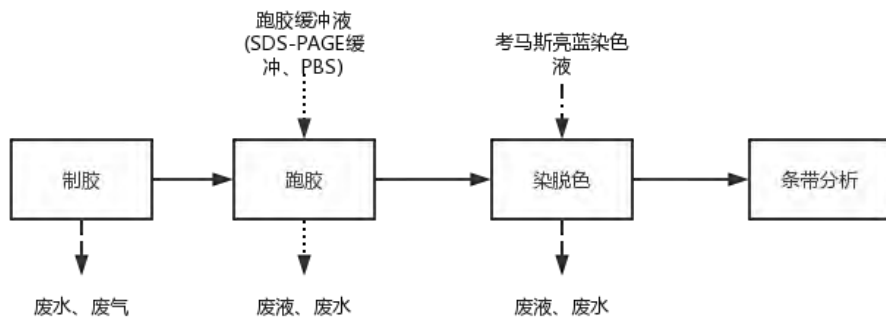 跑胶缓冲液
(SDS-PAGE缓
冲、PBS)
考马斯亮蓝染色
液
制胶
跑胶
染脱色
条带分析
废水、废气
废液、废水
废液、废水